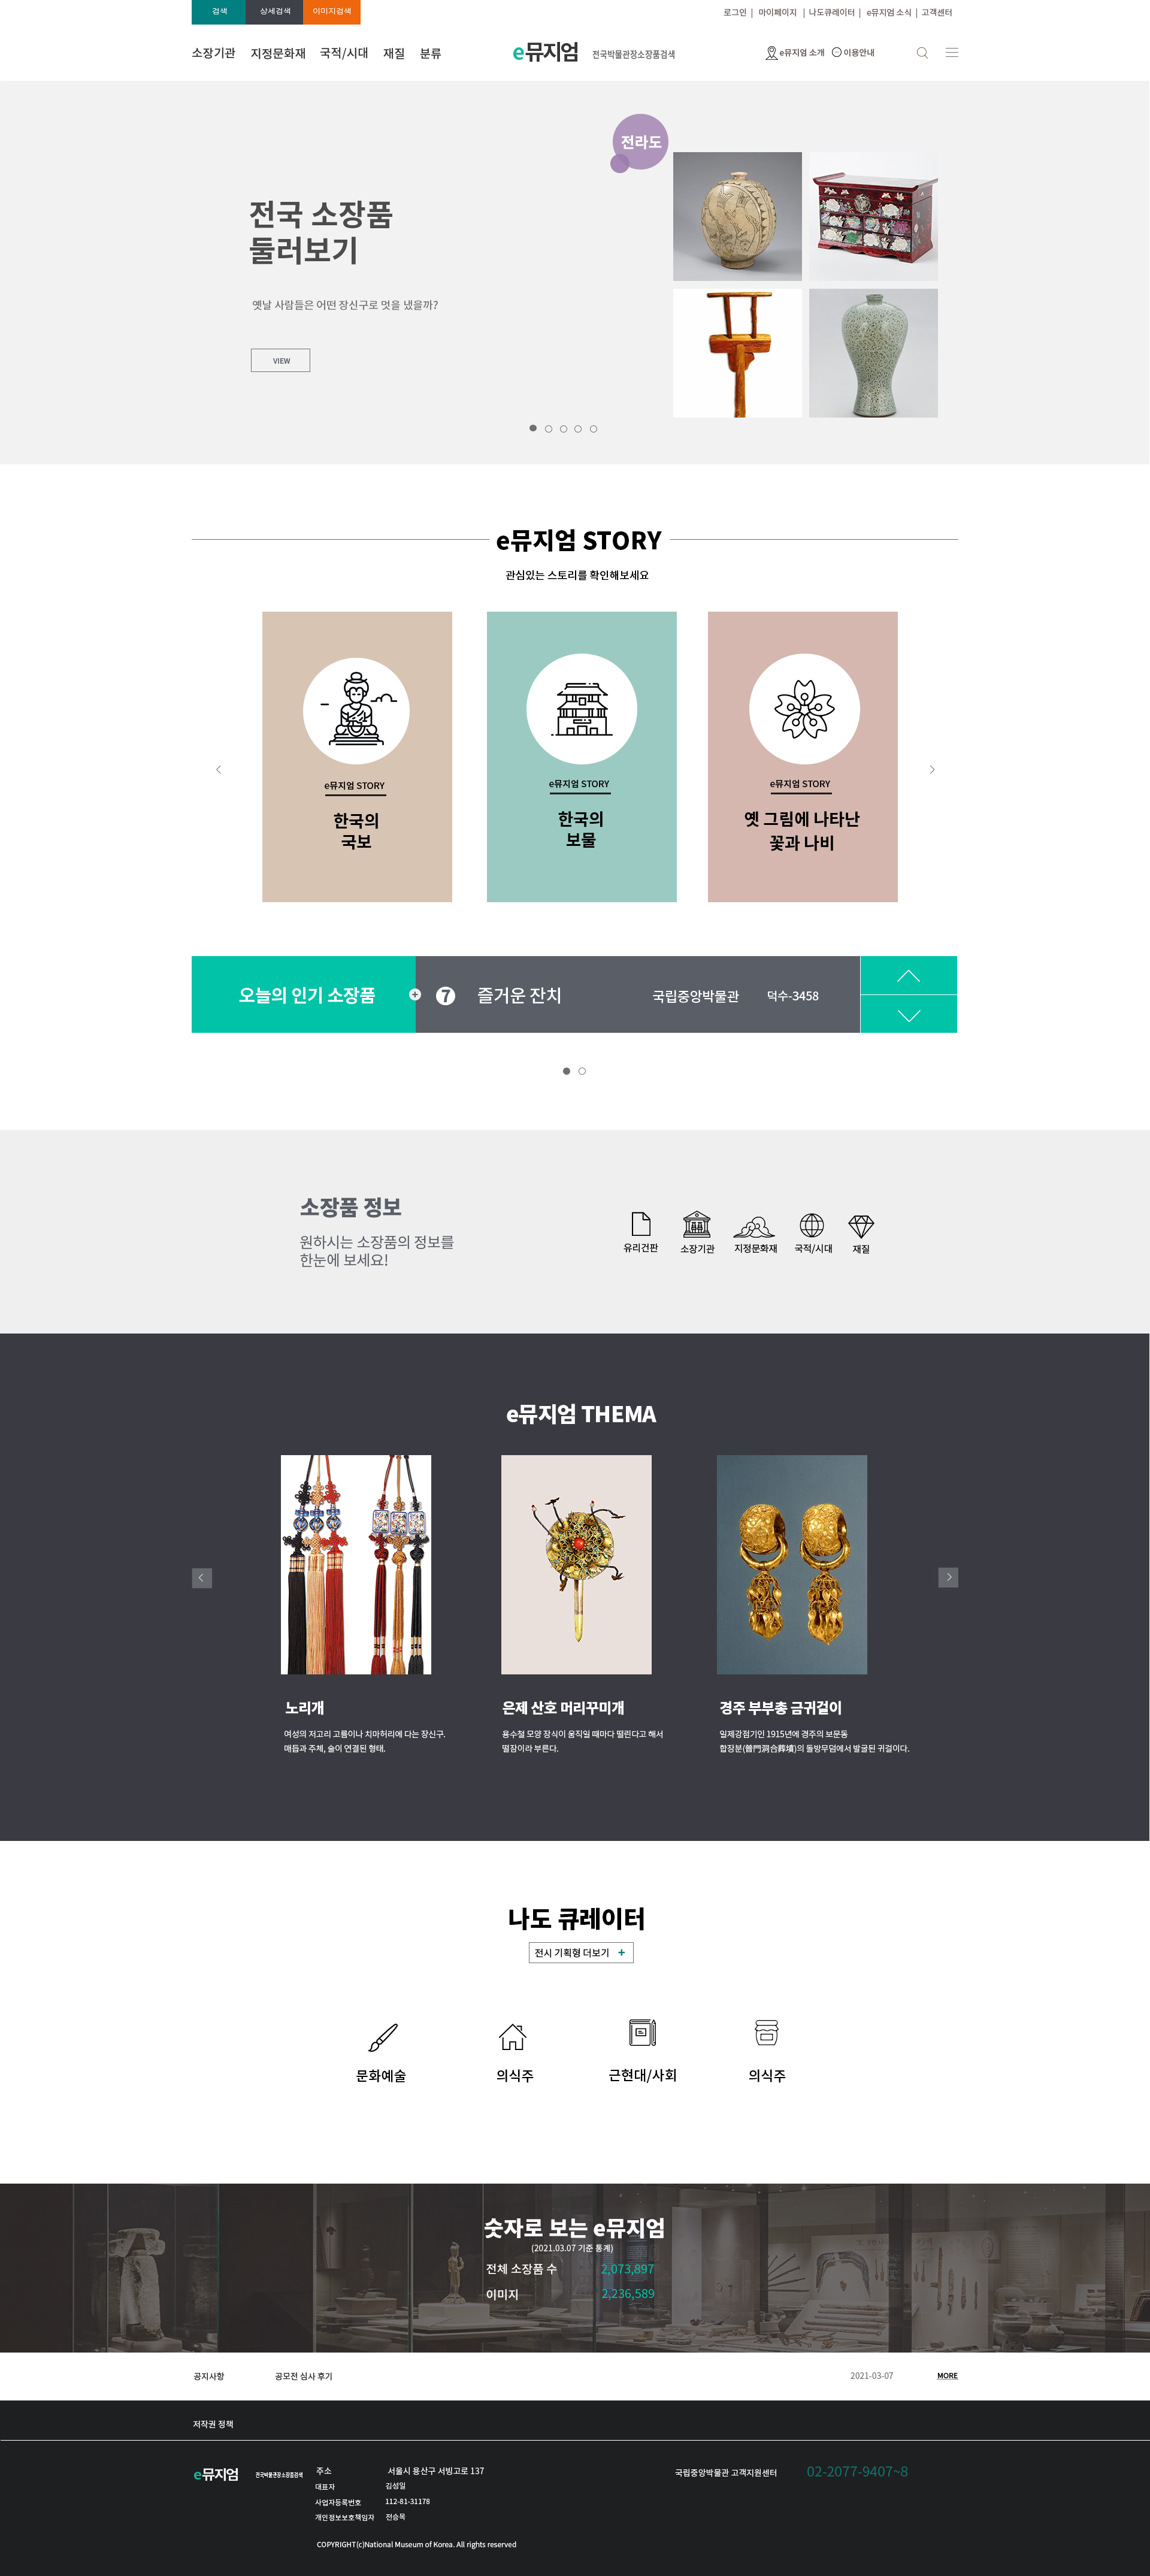 검색 상세검색 이미지검색
로그인 | 마이페이지 | 나도큐레이터 | e뮤지엄 소식 | 고객센터
소장기관 지정문화재 국적/시대 재질 분류
e뮤지엄 전국박물관장소장품검색
e뮤지엄 소개 이용안내
전라도
전국 소장품
둘러보기
옛날 사람들은 어떤 장신구로 멋을 냈을까?
VIEW
e뮤지엄 STORY
관심있는 스토리를 확인해보세요
e뮤지엄 STORY
한국의
국보
e뮤지엄 STORY
한국의
보물
e뮤지엄 STORY
옛 그림에 나타난
꽃과 나비
오늘의 인기 소장품
7 즐거운 잔치 국립중앙박물관 덕수-3458
소장품 정보
원하시는 소장품의 정보를
한눈에 보세요!
유리건판 소장기관 지정문화재 국적/시대 재질
e뮤지엄 THEMA
노리개
여성의 저고리 고름이나 치마허리에 다는 장신구.
매듭과 주체, 술이 연결된 형태.
은제 산호 머리꾸미개
용수철 모양 장식이 움직일 때마다 떨린다고 해서
떨잠이라 부른다.
경주 부부총 금귀걸이
일제강점기인 1915년에 경주의 보문동
합장분(普門洞合葬墳)의 돌방무덤에서 발굴된 귀걸이다.
나도 큐레이터
전시 기획형 더보기 +
문화예술 의식주 근현대/사회 의식주
숫자로 보는 e뮤지엄
(2021.03.07 기준 통계)
전체 소장품 수 2,073,897
이미지 2,236,589
공지사항 공모전 심사 후기 2021-03-07 MORE
저작권 정책
e뮤지엄 전국박물관장소장품검색
주소 서울시 용산구 서빙고로 137
대표자 김성일
사업자등록번호 112-81-31178
개인정보보호책임자 전승목
국립중앙박물관 고객지원센터 02-2077-9407~8
COPYRIGHT(c)National Museum of Korea. All rights reserved